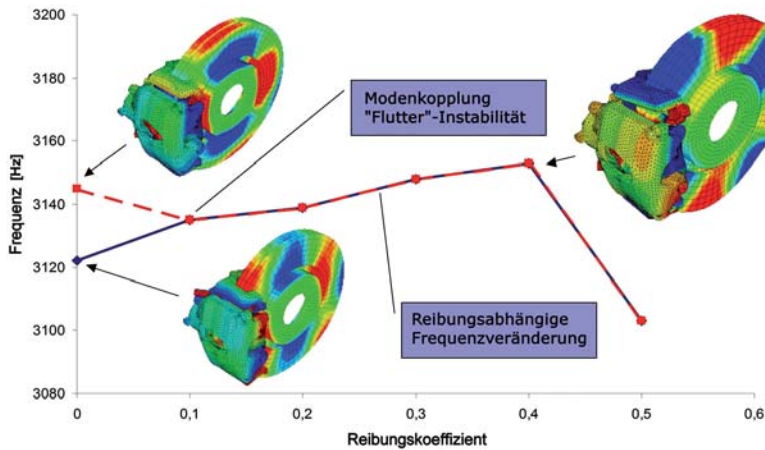 3200
3180
3160
3140
3120
3100
3080
Frequenz [Hz]
Modenkopplung
"Flutter"-Instabilität
Reibungsabhängige
Frequenzveränderung
0
0,1
0,2
0,3
0,4
0,5
0,6
Reibungskoeffizient